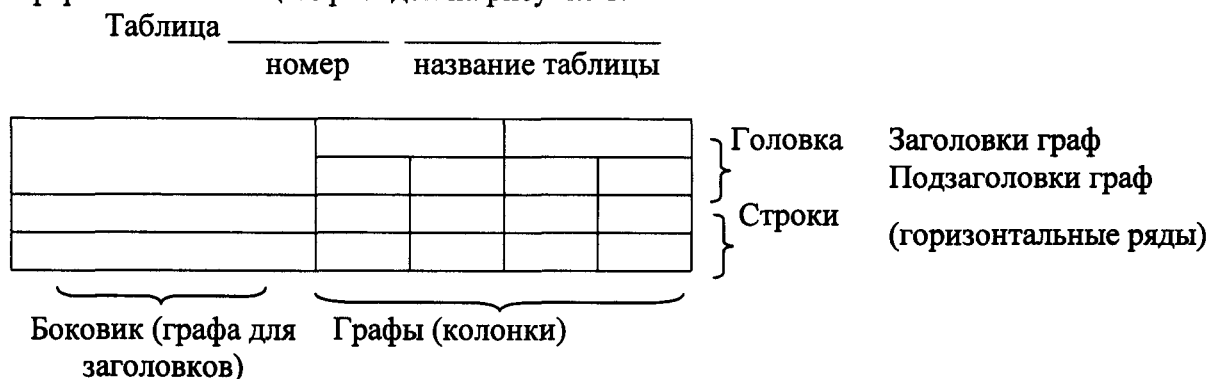 Таблица
номер название таблицы
Головка Заголовки граф
Подзаголовки граф
Строки
(горизонтальные ряды)
Боковик (графа для
заголовков)
Графы (колонки)